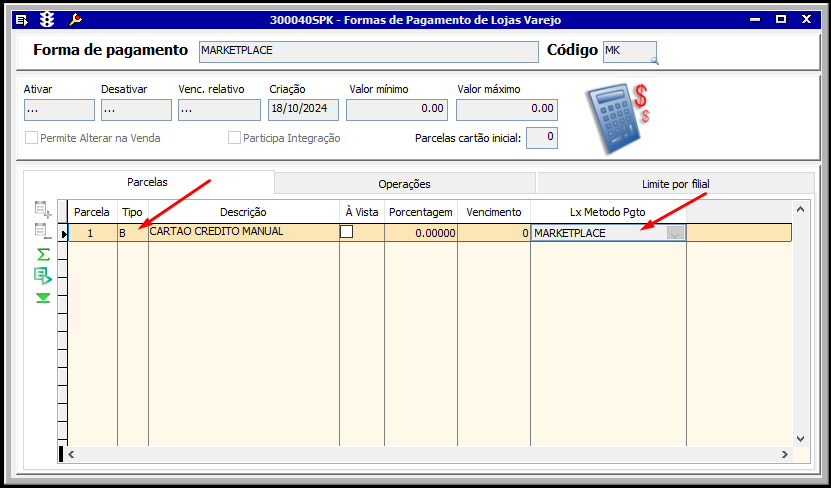 300040SPK - Formas de Pagamento de Lojas Varejo
Forma de pagamento MARKETPLACE Código MK
Ativar Desativar Venc. relativo Criação Valor mínimo Valor máximo
... ... ... 18/10/2024 0.00 0.00
Permite Alterar na Venda Participa Integração Parcelas cartão inicial: 0
Parcelas Operações Limite por filial
Parcela Tipo Descrição À Vista Porcentagem Vencimento Lx Metodo Pgto
1 B CARTAO CREDITO MANUAL 0.00000 0 MARKETPLACE